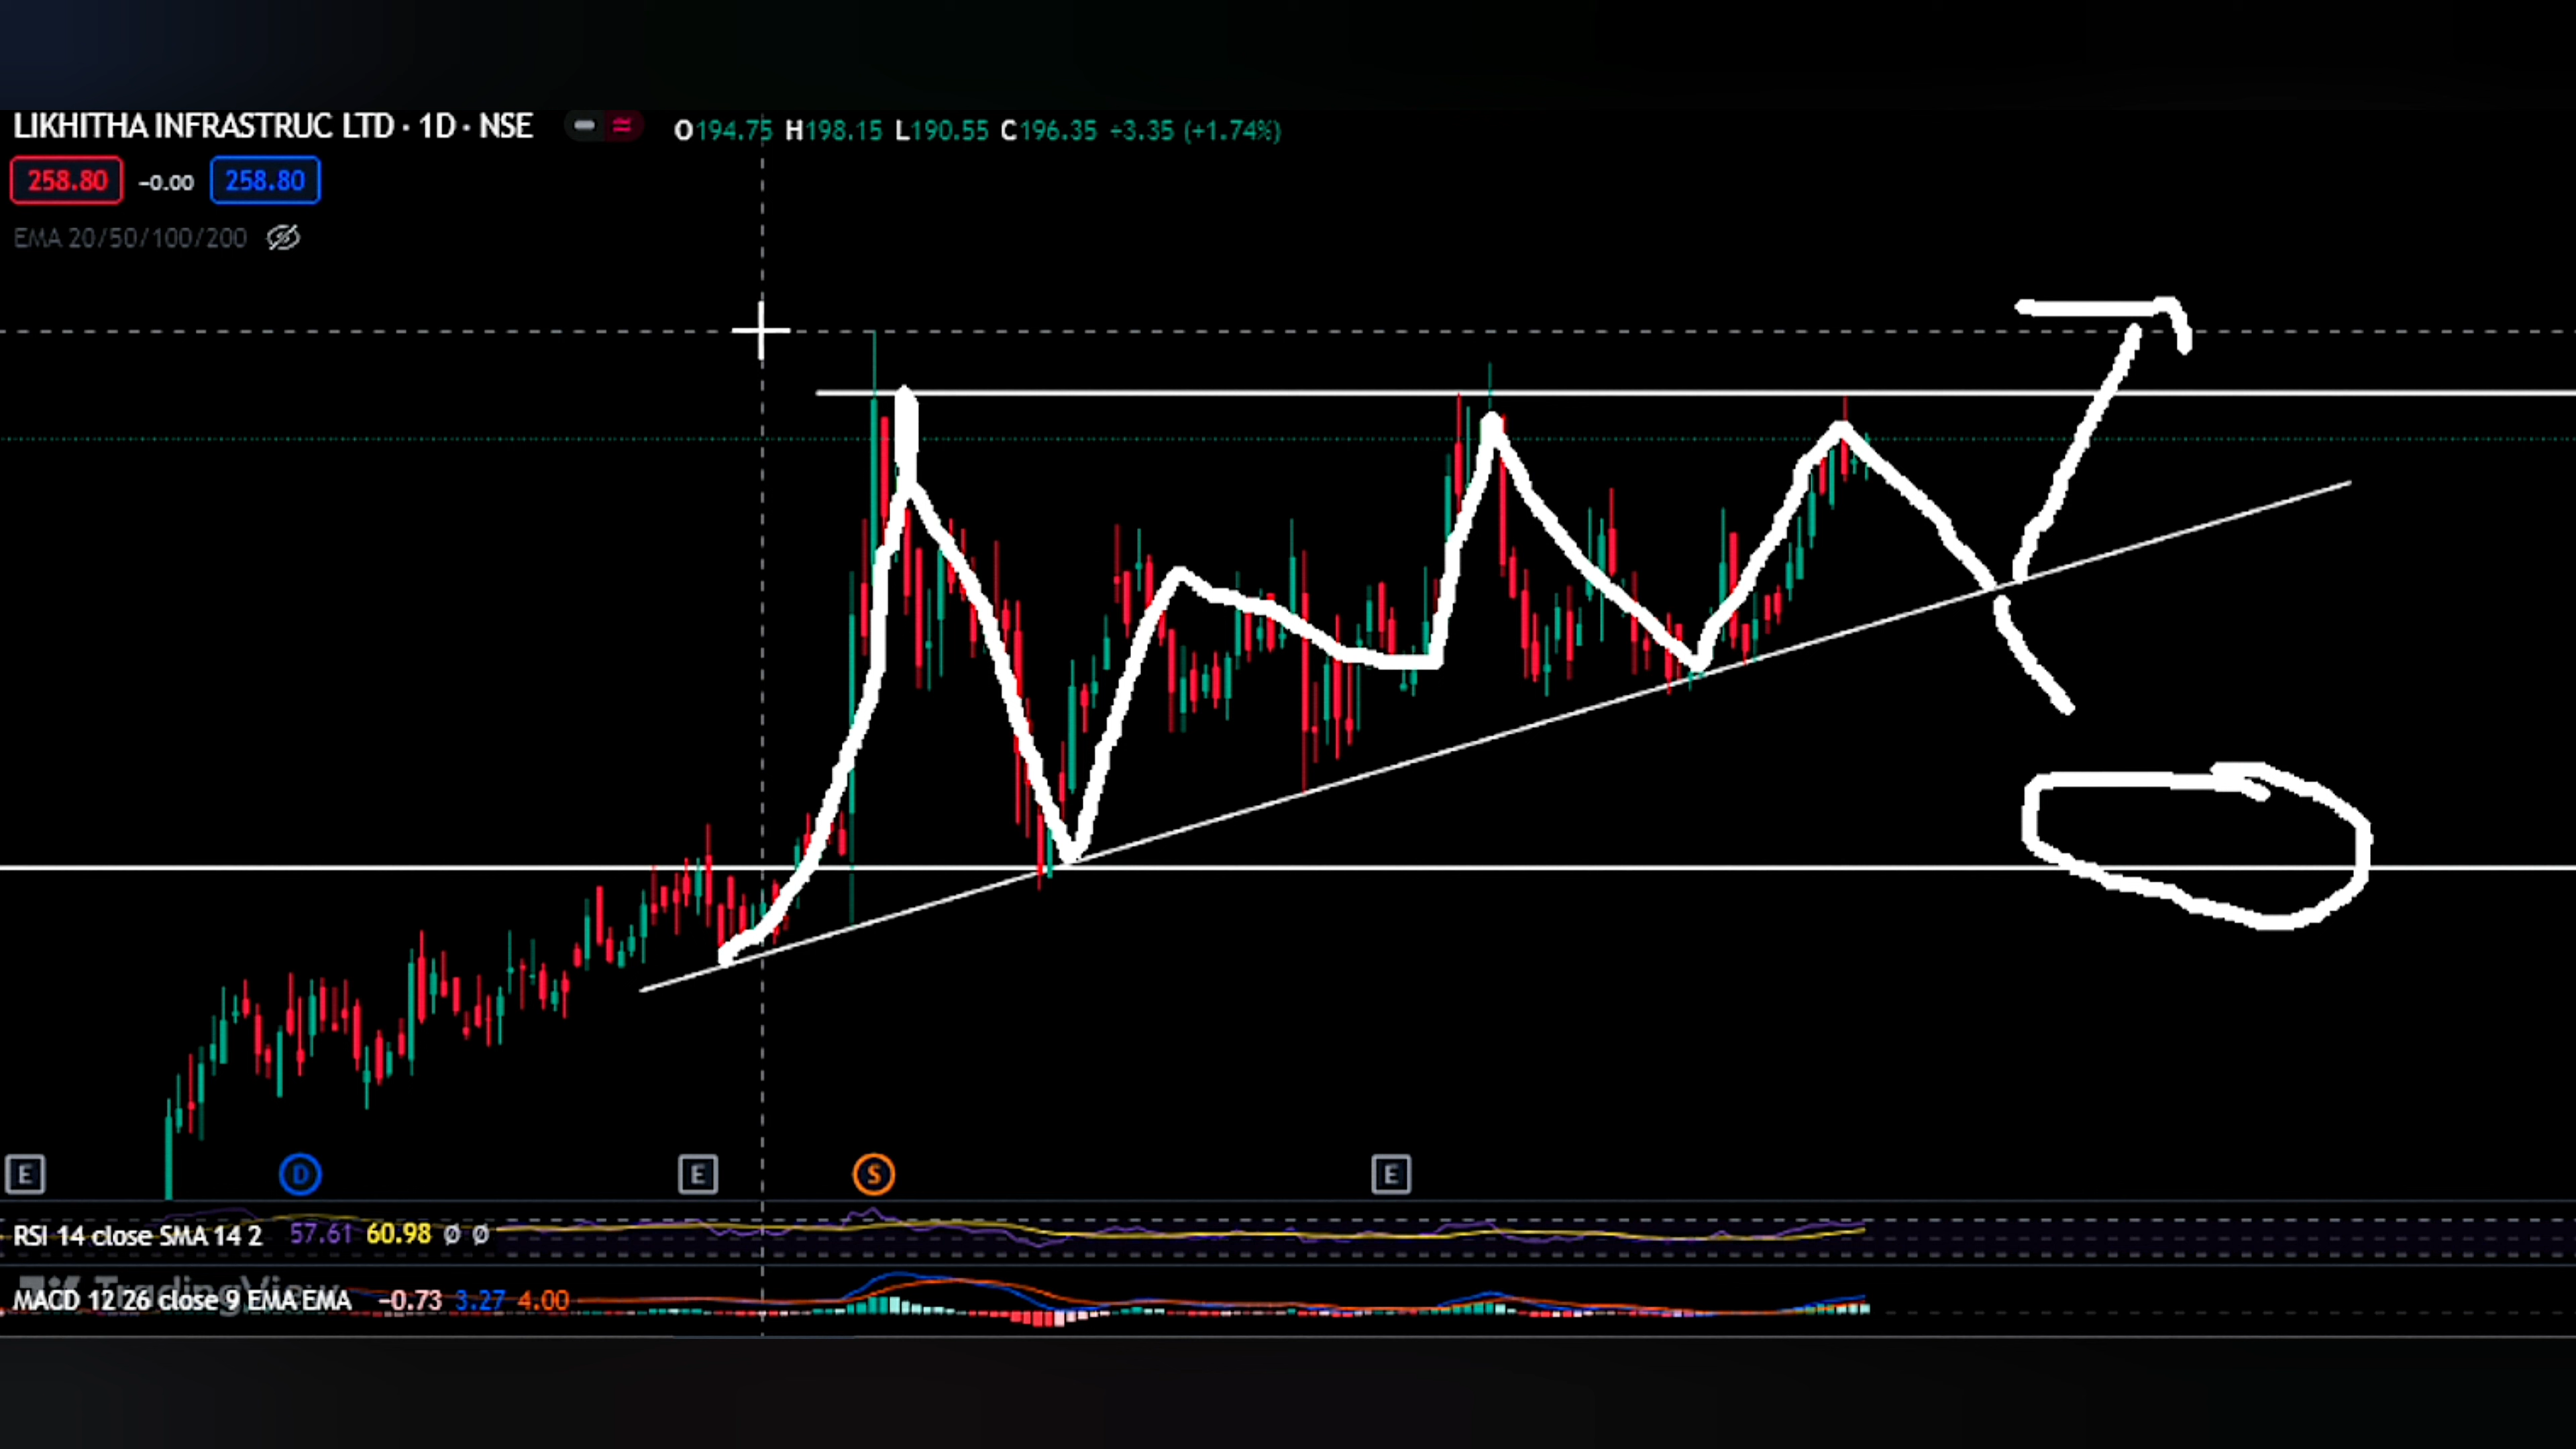 LIKHITHA INFRASTRUC LTD · 1D · NSE O194.75 H198.15 L190.55 C196.35 +3.35 (+1.74%)
258.80 -0.00 258.80
EMA 20/50/100/200
E D E S E
RSI 14 close SMA 14 2 57.61 60.98 Ø Ø
TradingView
MACD 12 26 close 9 EMA EMA -0.73 3.27 4.00